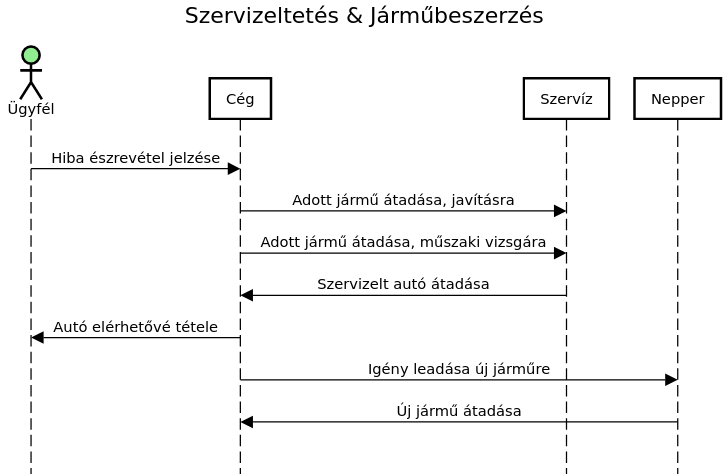 Szervizeltetés & Járműbeszerzés
Ügyfél
Cég
Szervíz
Nepper
Hiba észrevétel jelzése
Adott jármű átadása, javításra
Adott jármű átadása, műszaki vizsgára
Szervizelt autó átadása
Autó elérhetővé tétele
Igény leadása új járműre
Új jármű átadása